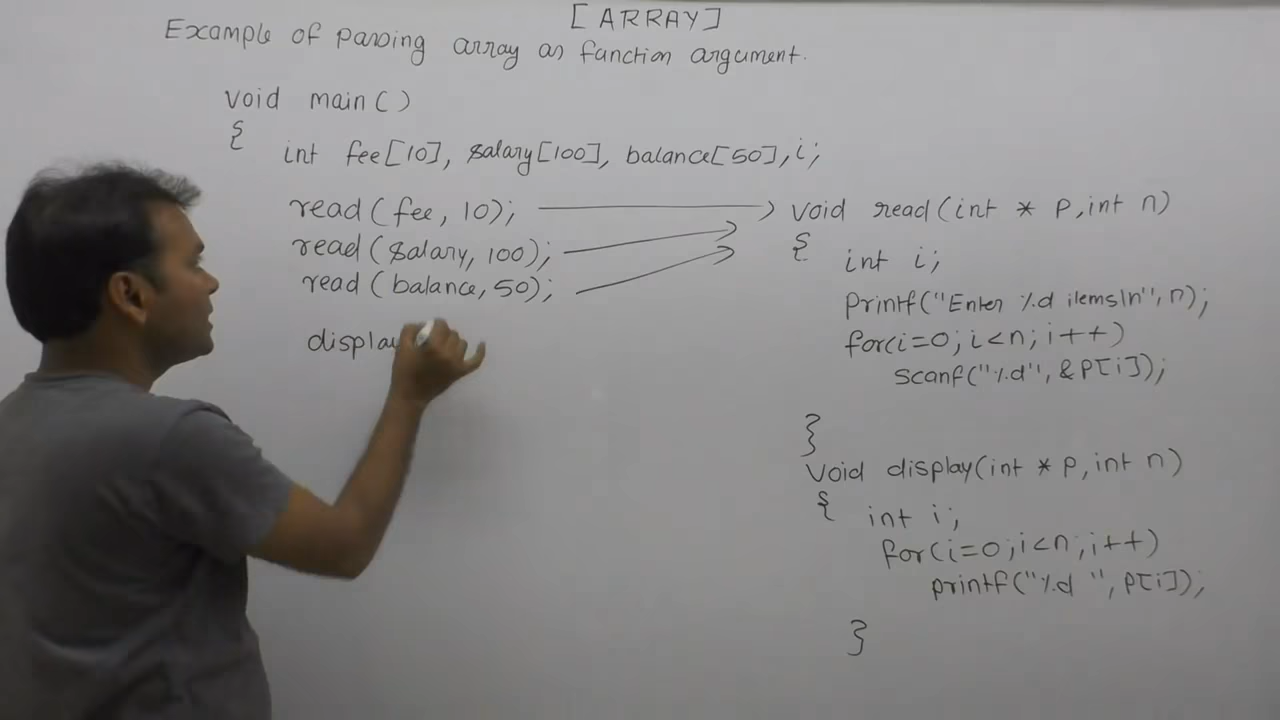 [ARRAY]
Example of passing array as function argument.
void main()
{
int fee[10], salary[100], balance[50], i;
read(fee, 10);
read(salary, 100);
read(balance, 50);
display
void read(int * p, int n)
{
int i;
printf("Enter %d items\n", n);
for(i=0; i<n; i++)
scanf("%d", &p[i]);
}
void display(int * p, int n)
{
int i;
for(i=0; i<n; i++)
printf("%d ", p[i]);
}